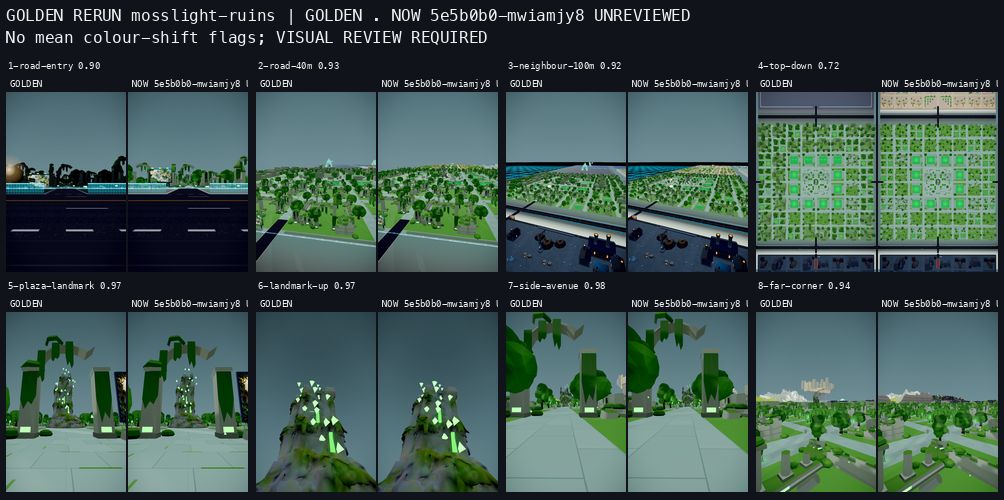 GOLDEN RERUN mosslight-ruins | GOLDEN . NOW 5e5b0b0-mwiamjy8 UNREVIEWED
No mean colour-shift flags; VISUAL REVIEW REQUIRED
1-road-entry 0.90
GOLDEN
NOW 5e5b0b0-mwiamjy8 U
2-road-40m 0.93
GOLDEN
NOW 5e5b0b0-mwiamjy8 U
3-neighbour-100m 0.92
GOLDEN
NOW 5e5b0b0-mwiamjy8 U
4-top-down 0.72
GOLDEN
NOW 5e5b0b0-mwiamjy8 U
5-plaza-landmark 0.97
GOLDEN
NOW 5e5b0b0-mwiamjy8 U
6-landmark-up 0.97
GOLDEN
NOW 5e5b0b0-mwiamjy8 U
7-side-avenue 0.98
GOLDEN
NOW 5e5b0b0-mwiamjy8 U
8-far-corner 0.94
GOLDEN
NOW 5e5b0b0-mwiamjy8 U